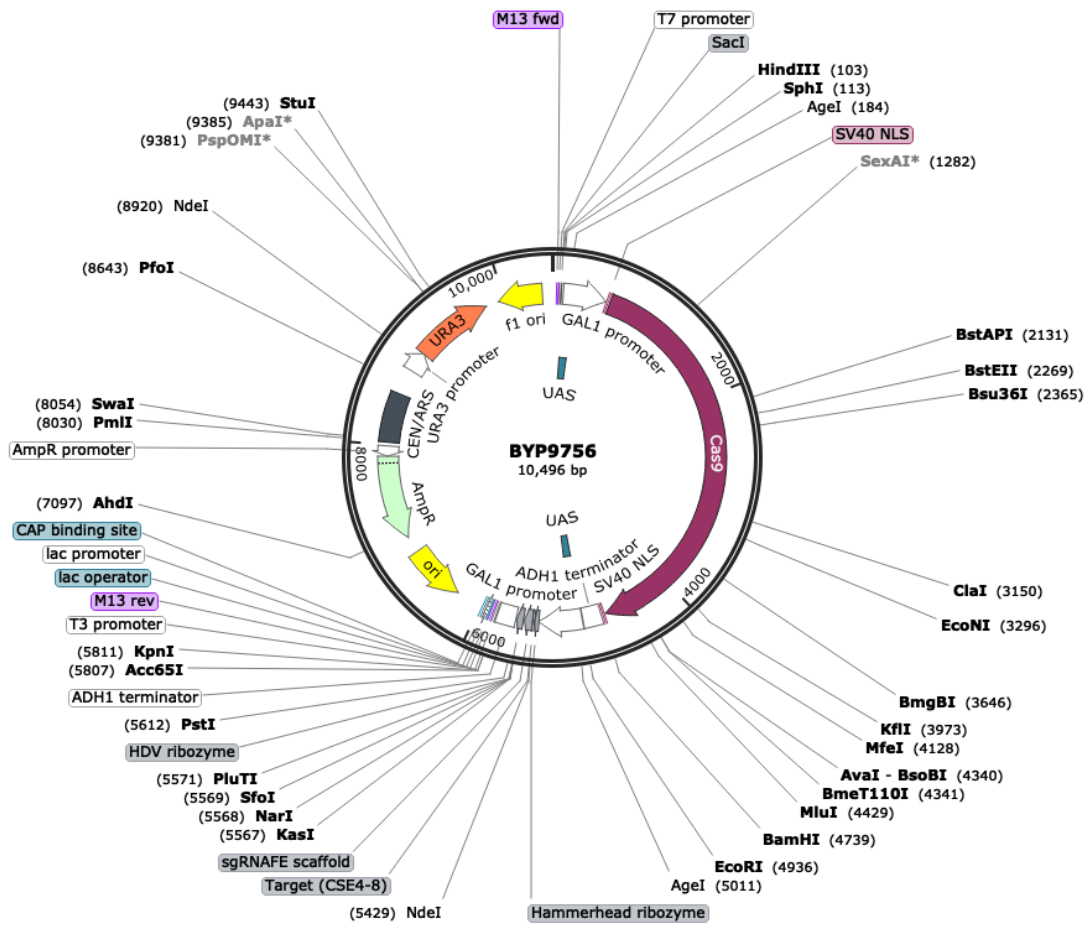 M13 fwd
T7 promoter
SacI
HindIII (103)
SphI (113)
AgeI (184)
SV40 NLS
SexAI* (1282)
BstAPI (2131)
BstEII (2269)
Bsu36I (2365)
ClaI (3150)
EcoNI (3296)
BmgBI (3646)
KflI (3973)
MfeI (4128)
AvaI - BsoBI (4340)
BmeT110I (4341)
MluI (4429)
BamHI (4739)
EcoRI (4936)
AgeI (5011)
Hammerhead ribozyme
(5429) NdeI
Target (CSE4-8)
sgRNAFE scaffold
(5567) KasI
(5568) NarI
(5569) SfoI
(5571) PluTI
HDV ribozyme
(5612) PstI
ADH1 terminator
(5807) Acc65I
(5811) KpnI
T3 promoter
M13 rev
lac operator
lac promoter
CAP binding site
(7097) AhdI
AmpR promoter
(8030) PmlI
(8054) SwaI
(8643) PfoI
(8920) NdeI
(9381) PspOMI*
(9385) ApaI*
(9443) StuI
10,000
2000
4000
6000
8000
f1 ori
GAL1 promoter
UAS
Cas9
BYP9756
10,496 bp
UAS
ADH1 terminator
SV40 NLS
GAL1 promoter
ori
AmpR
CEN/ARS
URA3 promoter
URA3